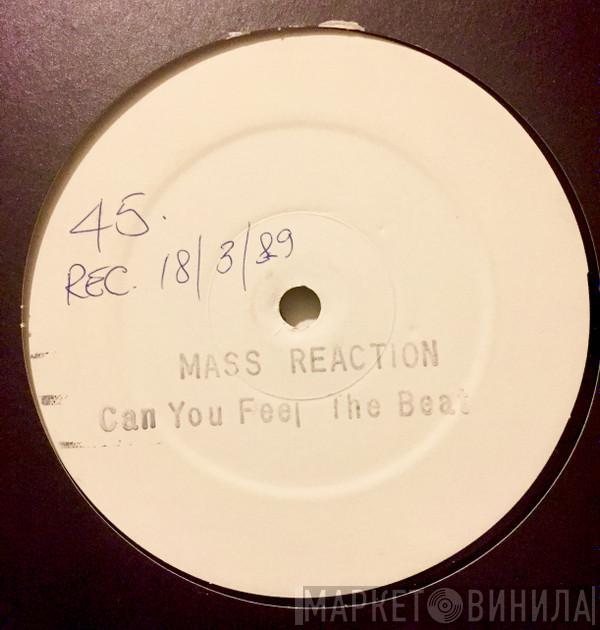 45.
REC. 18/3/89
MASS REACTION
Can You Feel The Beat
МАРКЕТ ВИНИЛА